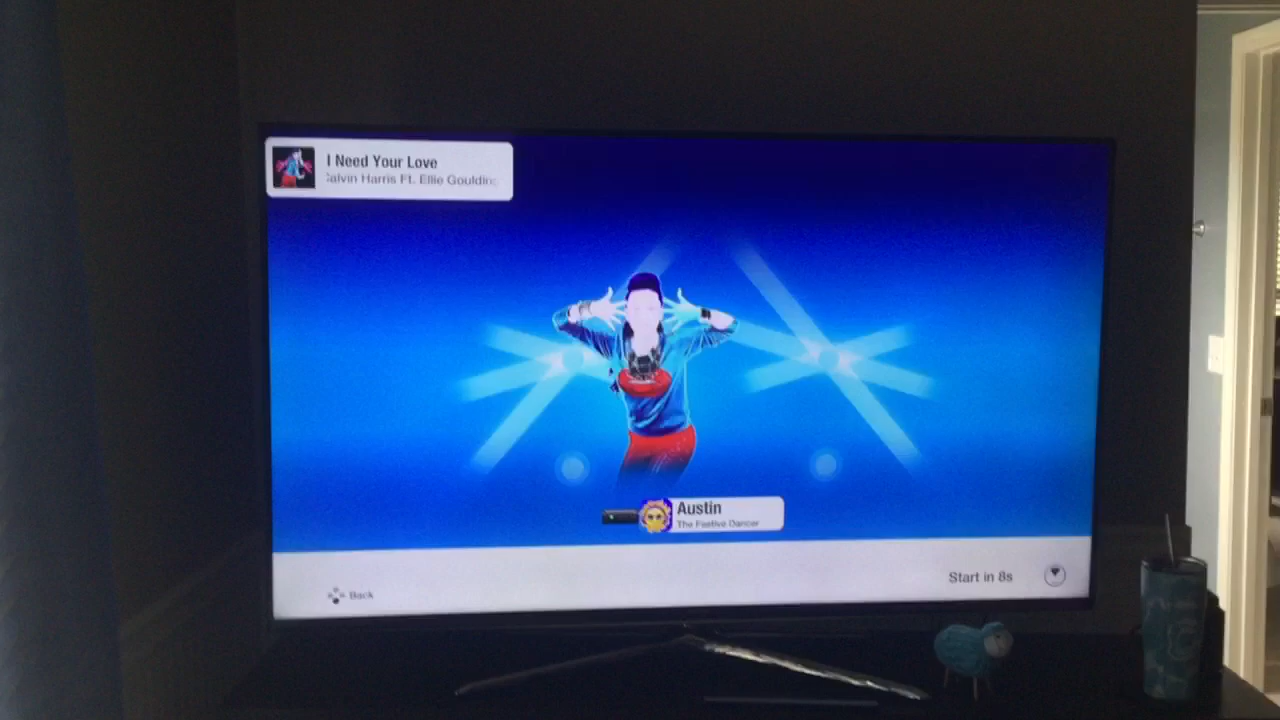 I Need Your Love
Calvin Harris Ft. Ellie Goulding
Austin
The Festive Dancer
Start in 8s
Back